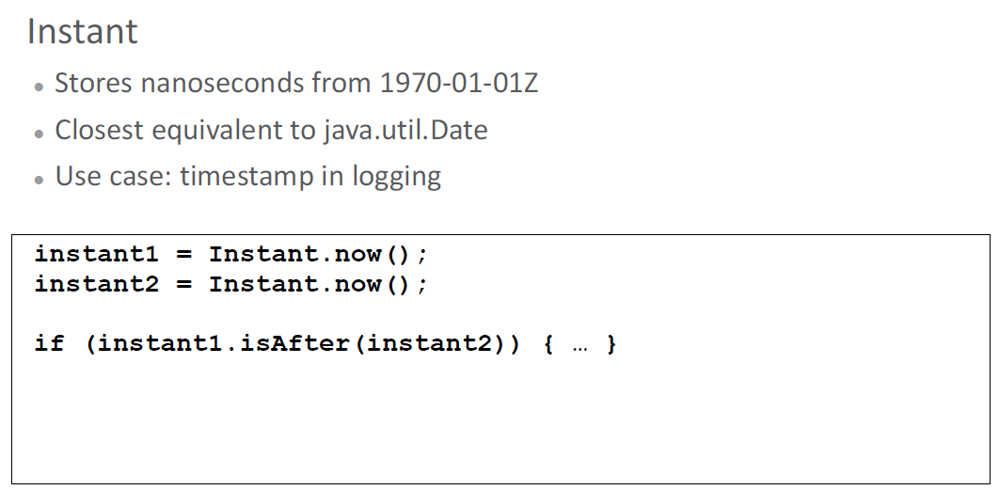 Instant
• Stores nanoseconds from 1970-01-01Z
• Closest equivalent to java.util.Date
• Use case: timestamp in logging
instant1 = Instant.now();
instant2 = Instant.now();
if (instant1.isAfter(instant2)) { … }